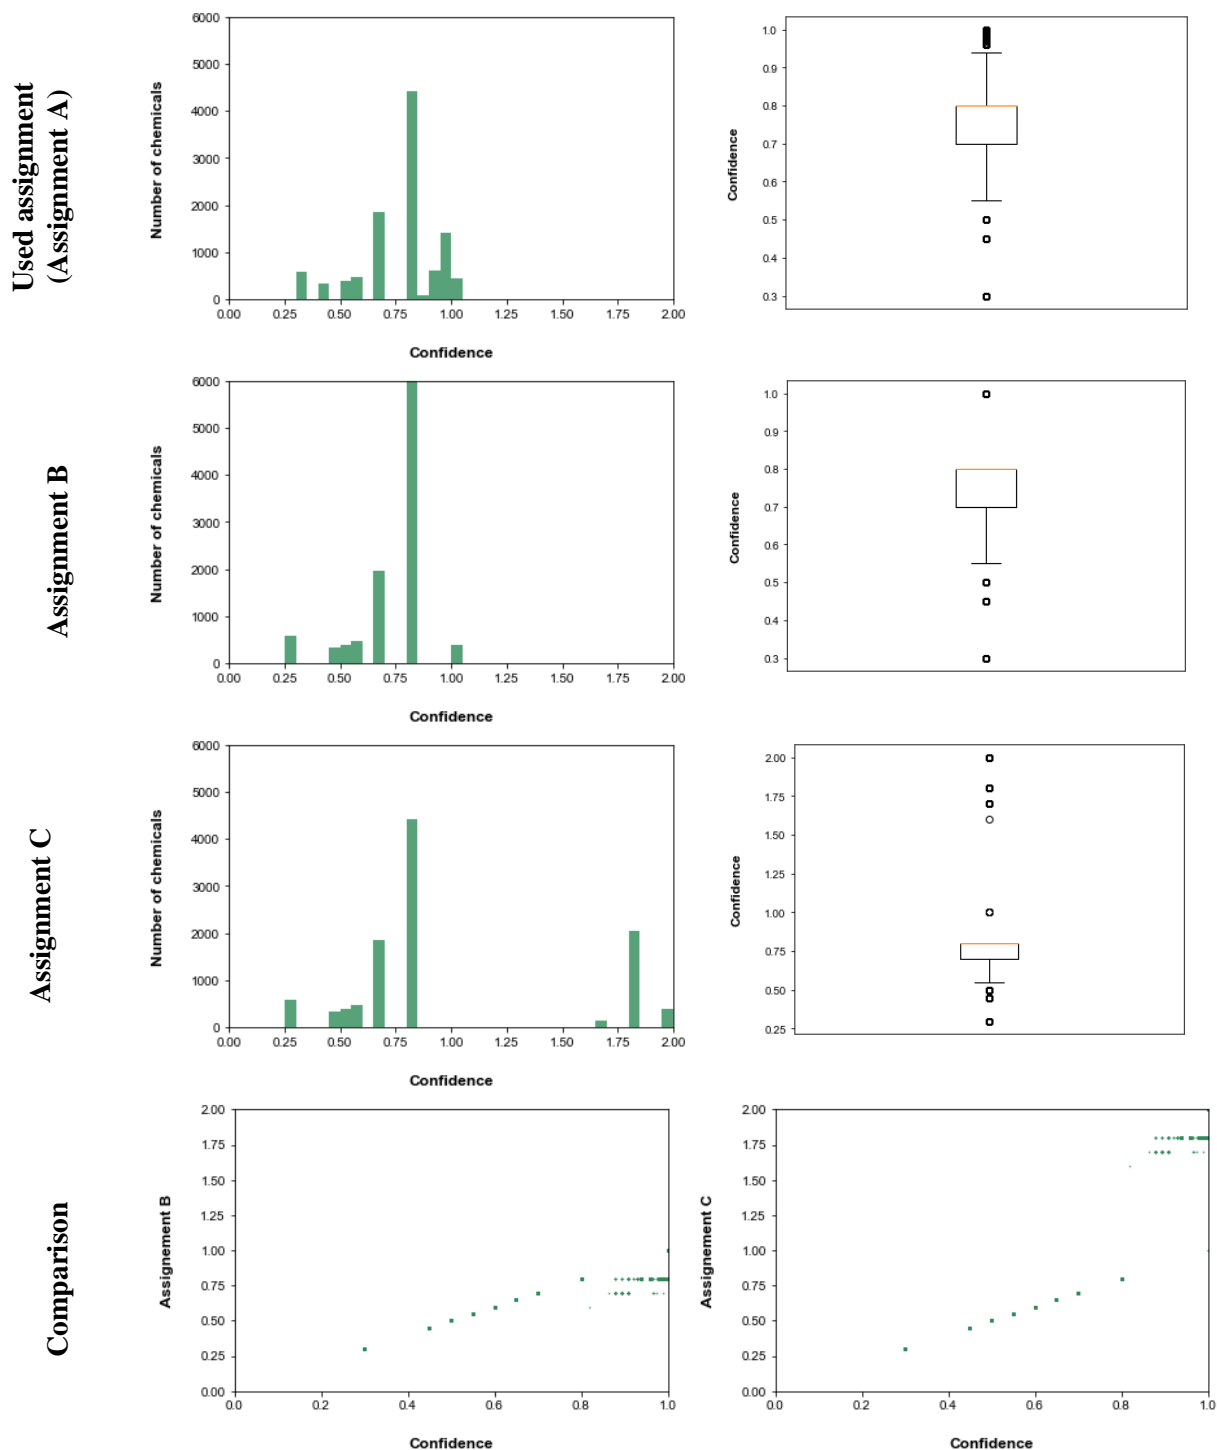 Used assignment
(Assignment A)
6000
5000
4000
3000
2000
1000
0
Number of chemicals
0.00 0.25 0.50 0.75 1.00 1.25 1.50 1.75 2.00
Confidence
1.0
0.9
0.8
0.7
0.6
0.5
0.4
0.3
Confidence
Assignment B
6000
5000
4000
3000
2000
1000
0
Number of chemicals
0.00 0.25 0.50 0.75 1.00 1.25 1.50 1.75 2.00
Confidence
1.0
0.9
0.8
0.7
0.6
0.5
0.4
0.3
Confidence
Assignment C
6000
5000
4000
3000
2000
1000
0
Number of chemicals
0.00 0.25 0.50 0.75 1.00 1.25 1.50 1.75 2.00
Confidence
2.00
1.75
1.50
1.25
1.00
0.75
0.50
0.25
Confidence
Comparison
2.00
1.75
1.50
1.25
1.00
0.75
0.50
0.25
0.00
Assignement B
0.0 0.2 0.4 0.6 0.8 1.0
Confidence
2.00
1.75
1.50
1.25
1.00
0.75
0.50
0.25
0.00
Assignement C
0.0 0.2 0.4 0.6 0.8 1.0
Confidence